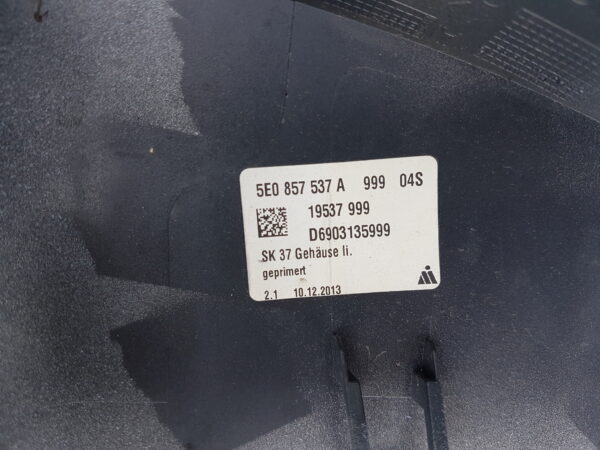 5E0 857 537 A 999 04S
19537 999
D6903135999
SK 37 Gehäuse li.
geprimert
2.1 10.12.2013